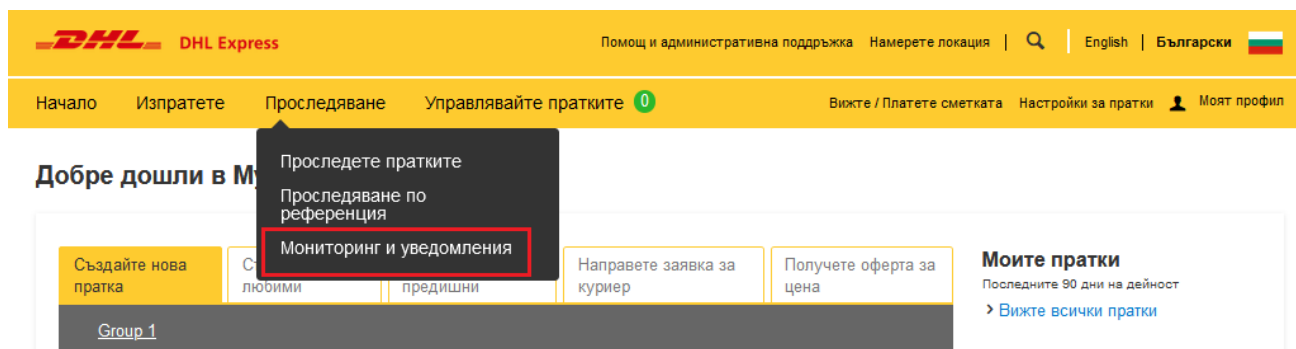 DHL DHL Express Помощ и административна поддръжка Намерете локация | English | Български
Начало Изпратете Проследяване Управлявайте пратките 0 Вижте / Платете сметката Настройки за пратки Моят профил
Проследете пратките
Проследяване по
референция
Мониторинг и уведомления
Добре дошли в
Създайте нова
пратка
любими
предишни
Направете заявка за
куриер
Получете оферта за
цена
Group 1
Моите пратки
Последните 90 дни на дейност
> Вижте всички пратки